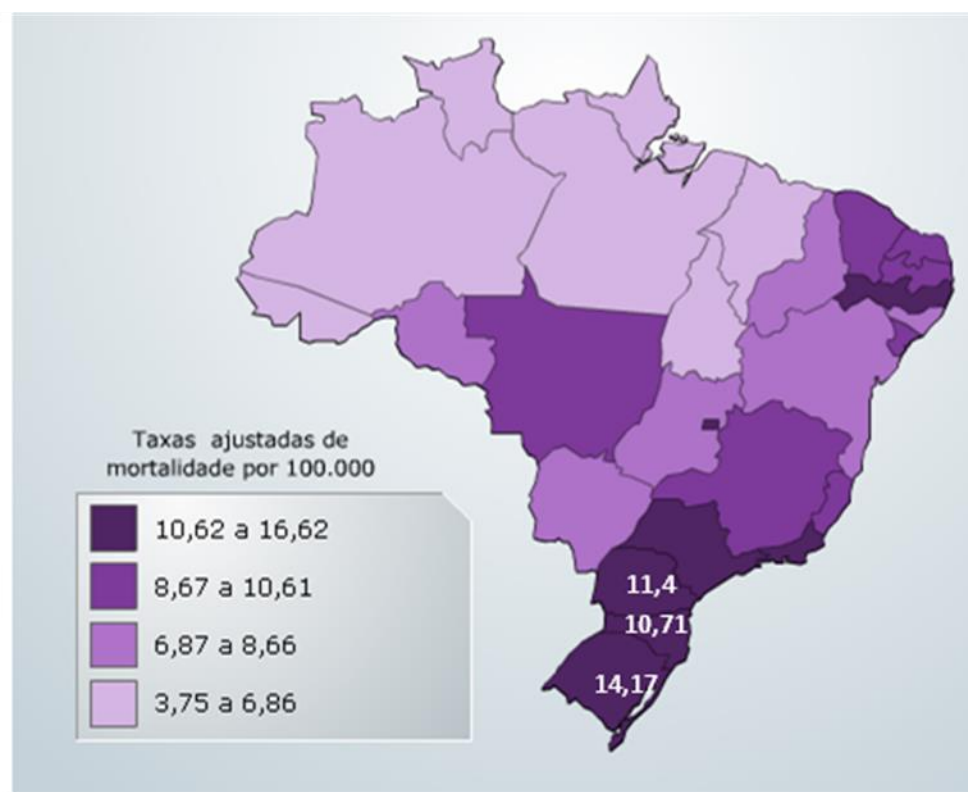 Taxas ajustadas de
mortalidade por 100.000
10,62 a 16,62
8,67 a 10,61
6,87 a 8,66
3,75 a 6,86
11,4
10,71
14,17